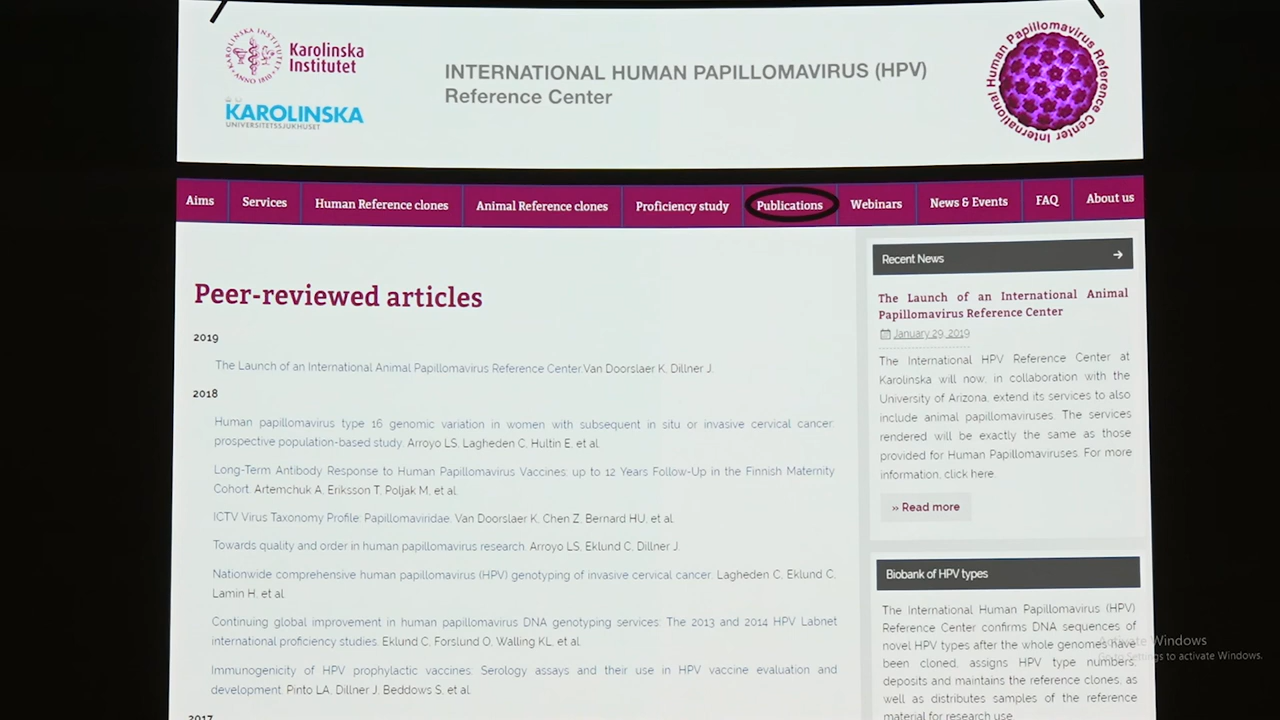 Karolinska
Institutet
ANNO 1810
KAROLINSKA
UNIVERSITETSSJUKHUSET
INTERNATIONAL HUMAN PAPILLOMAVIRUS (HPV)
Reference Center
International Human Papillomavirus Reference Center
Aims
Services
Human Reference clones
Animal Reference clones
Proficiency study
Publications
Webinars
News & Events
FAQ
About us
Peer-reviewed articles
2019
The Launch of an International Animal Papillomavirus Reference Center.Van Doorslaer K, Dillner J.
2018
Human papillomavirus type 16 genomic variation in women with subsequent in situ or invasive cervical cancer:
prospective population-based study. Arroyo LS, Lagheden C, Hultin E, et al.
Long-Term Antibody Response to Human Papillomavirus Vaccines: up to 12 Years Follow-Up in the Finnish Maternity
Cohort. Artemchuk A, Eriksson T, Poljak M, et al.
ICTV Virus Taxonomy Profile: Papillomaviridae. Van Doorslaer K, Chen Z, Bernard HU, et al.
Towards quality and order in human papillomavirus research. Arroyo LS, Eklund C, Dillner J.
Nationwide comprehensive human papillomavirus (HPV) genotyping of invasive cervical cancer. Lagheden C, Eklund C,
Lamin H, et al.
Continuing global improvement in human papillomavirus DNA genotyping services: The 2013 and 2014 HPV Labnet
international proficiency studies. Eklund C, Forslund O, Walling KL, et al.
Immunogenicity of HPV prophylactic vaccines: Serology assays and their use in HPV vaccine evaluation and
development. Pinto LA, Dillner J, Beddows S, et al.
2017
Recent News
The Launch of an International Animal
Papillomavirus Reference Center
January 29, 2019
The International HPV Reference Center at
Karolinska will now, in collaboration with the
University of Arizona, extend its services to also
include animal papillomaviruses. The services
rendered will be exactly the same as those
provided for Human Papillomaviruses. For more
information, click here.
» Read more
Biobank of HPV types
The International Human Papillomavirus (HPV)
Reference Center confirms DNA sequences of
novel HPV types after the whole genomes have
been cloned, assigns HPV type numbers,
deposits and maintains the reference clones, as
well as distributes samples of the reference
material for research use.
Activate Windows
Go to Settings to activate Windows.